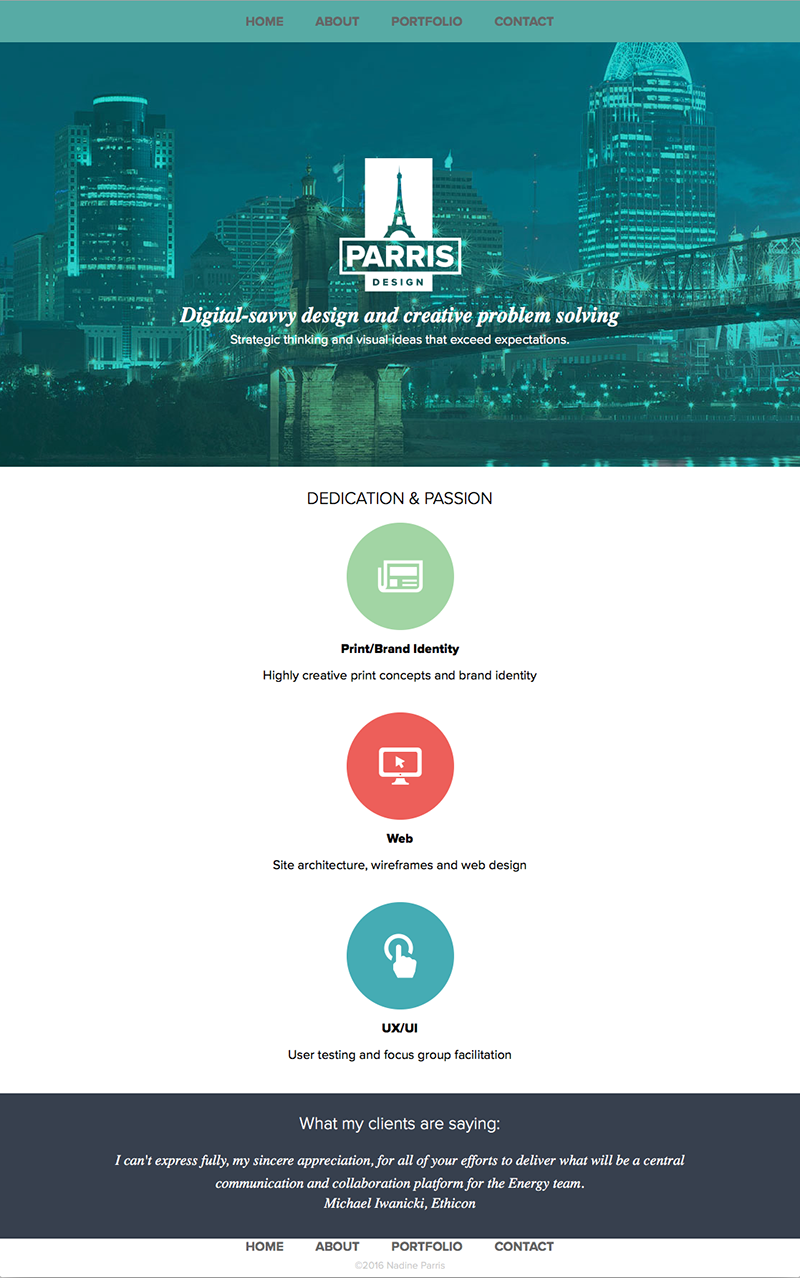 HOME ABOUT PORTFOLIO CONTACT
PARRIS
DESIGN
Digital-savvy design and creative problem solving
Strategic thinking and visual ideas that exceed expectations.
DEDICATION & PASSION
Print/Brand Identity
Highly creative print concepts and brand identity
Web
Site architecture, wireframes and web design
UX/UI
User testing and focus group facilitation
What my clients are saying:
I can't express fully, my sincere appreciation, for all of your efforts to deliver what will be a central
communication and collaboration platform for the Energy team.
Michael Iwanicki, Ethicon
HOME ABOUT PORTFOLIO CONTACT
©2016 Nadine Parris